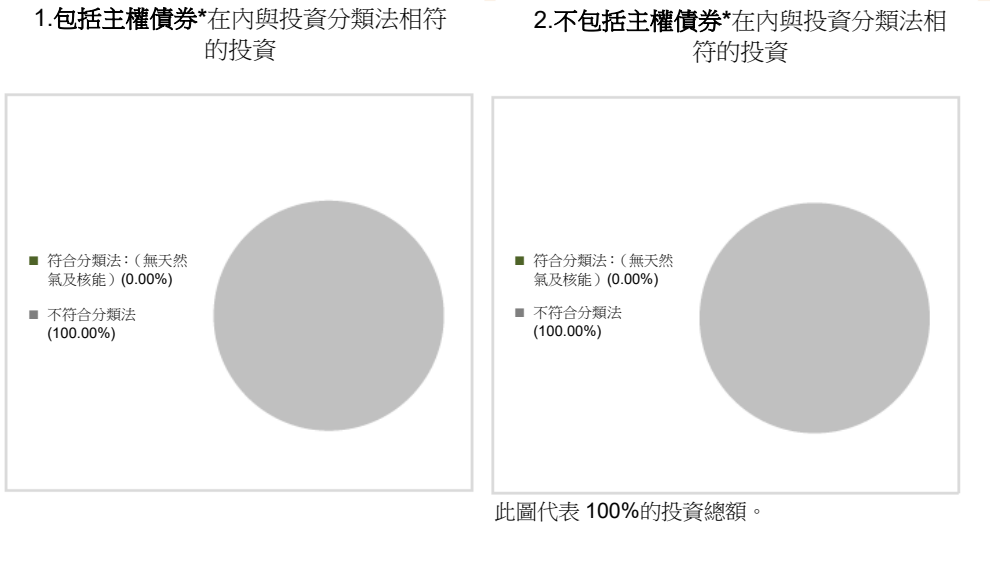 1.包括主權債券*在內與投資分類法相符
的投資
符合分類法：（無天然
氣及核能）(0.00%)
不符合分類法
(100.00%)
2.不包括主權債券*在內與投資分類法相
符的投資
符合分類法：（無天然
氣及核能）(0.00%)
不符合分類法
(100.00%)
此圖代表 100%的投資總額。